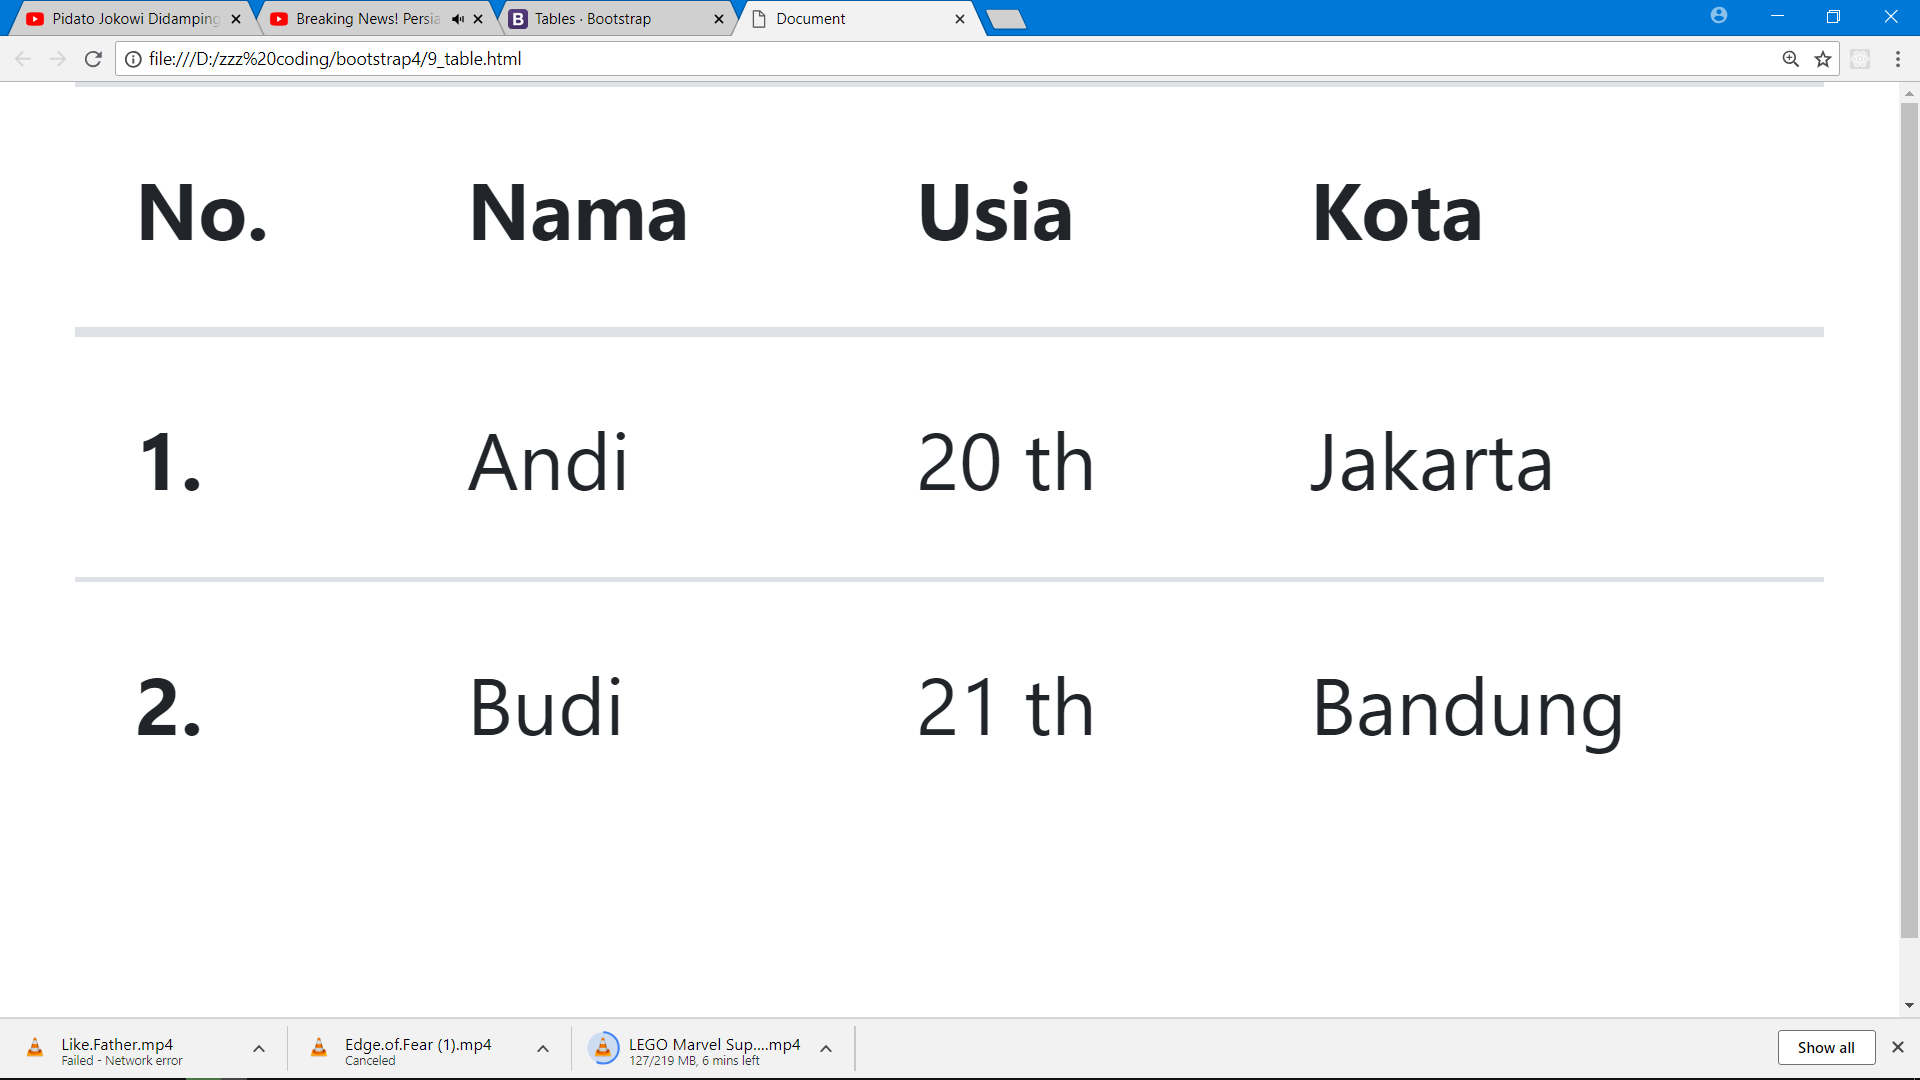 Pidato Jokowi Didamping
Breaking News! Persia
Tables · Bootstrap
Document
file:///D:/zzz%20coding/bootstrap4/9_table.html
No. Nama Usia Kota
1. Andi 20 th Jakarta
2. Budi 21 th Bandung
Like.Father.mp4
Failed - Network error
Edge.of.Fear (1).mp4
Canceled
LEGO Marvel Sup....mp4
127/219 MB, 6 mins left
Show all